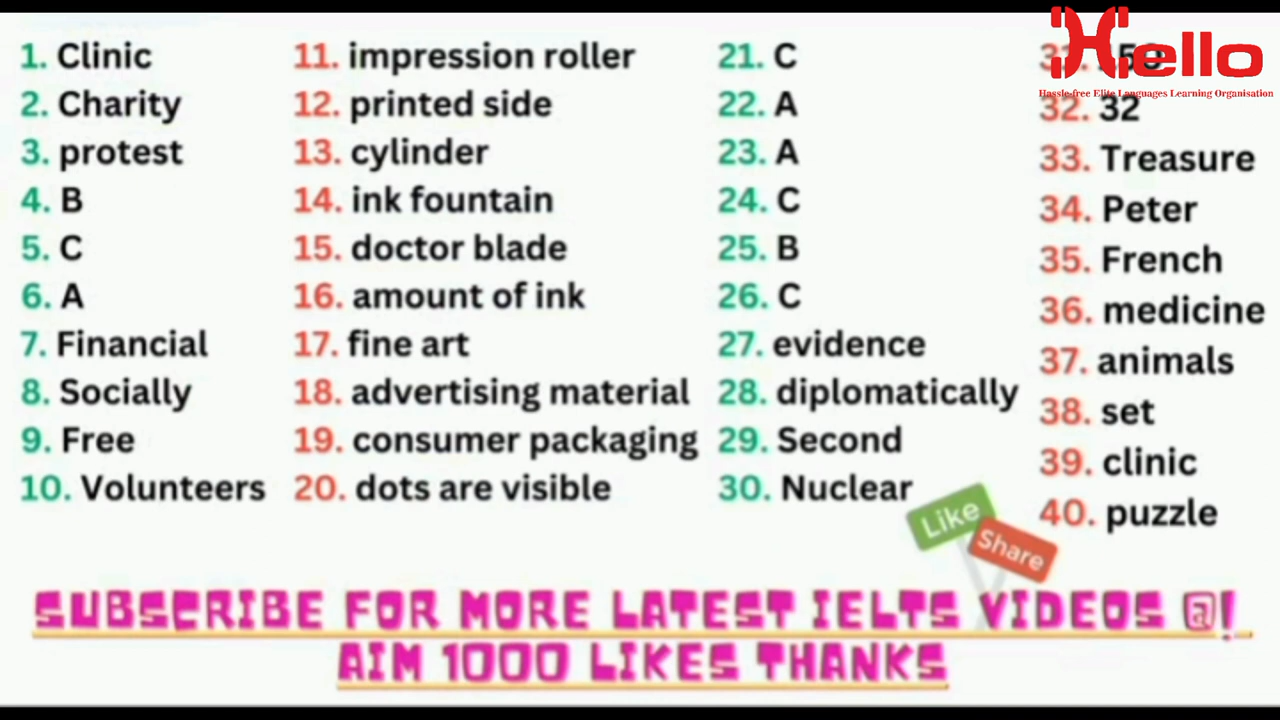 1. Clinic
2. Charity
3. protest
4. B
5. C
6. A
7. Financial
8. Socially
9. Free
10. Volunteers
11. impression roller
12. printed side
13. cylinder
14. ink fountain
15. doctor blade
16. amount of ink
17. fine art
18. advertising material
19. consumer packaging
20. dots are visible
21. C
22. A
23. A
24. C
25. B
26. C
27. evidence
28. diplomatically
29. Second
30. Nuclear
Hello
Hassle-free Elite Languages Learning Organisation
32. 32
33. Treasure
34. Peter
35. French
36. medicine
37. animals
38. set
39. clinic
40. puzzle
Like
Share
SUBSCRIBE FOR MORE LATEST IELTS VIDEOS @!
AIM 1000 LIKES THANKS